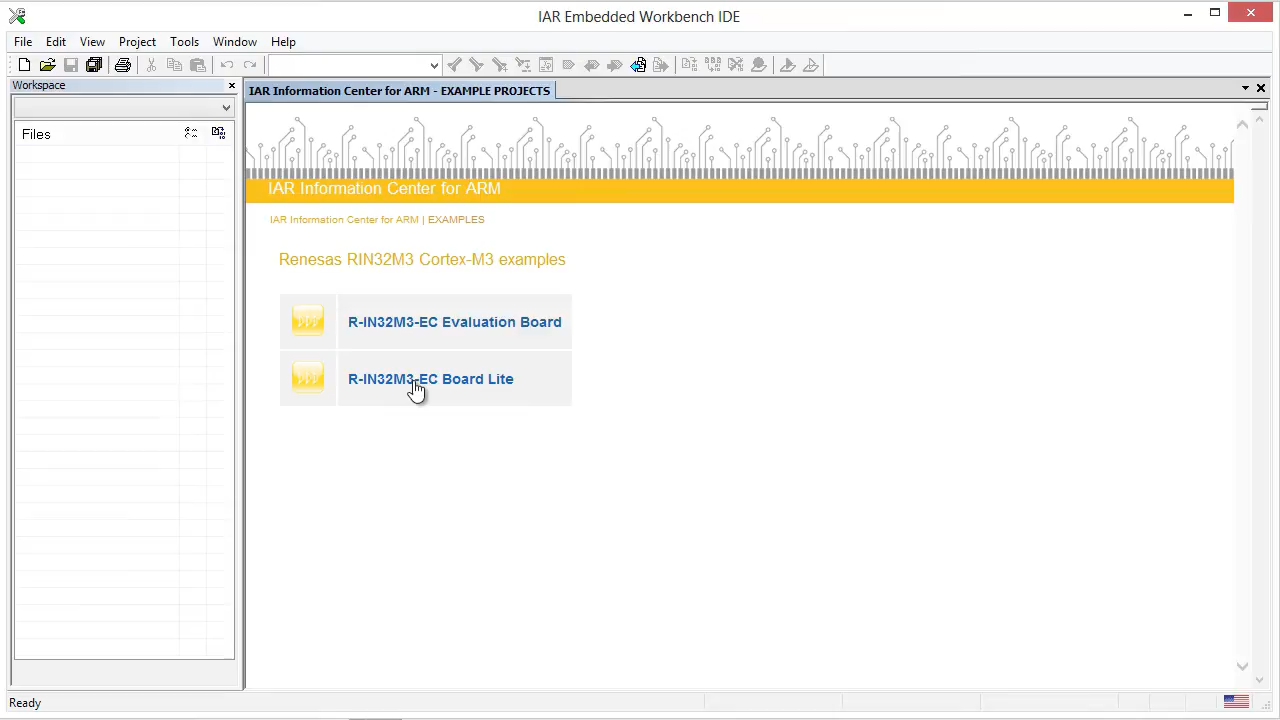 IAR Embedded Workbench IDE
File Edit View Project Tools Window Help
Workspace
IAR Information Center for ARM - EXAMPLE PROJECTS
Files
IAR Information Center for ARM
IAR Information Center for ARM | EXAMPLES
Renesas RIN32M3 Cortex-M3 examples
R-IN32M3-EC Evaluation Board
R-IN32M3-EC Board Lite
Ready